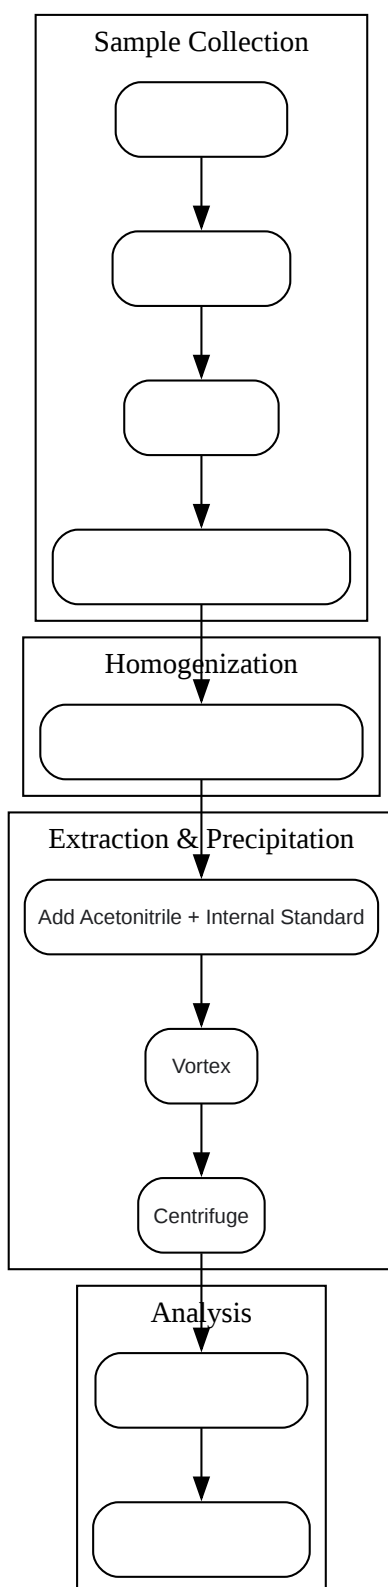 Sample Collection
Homogenization
Extraction & Precipitation
Add Acetonitrile + Internal Standard
Vortex
Centrifuge
Analysis